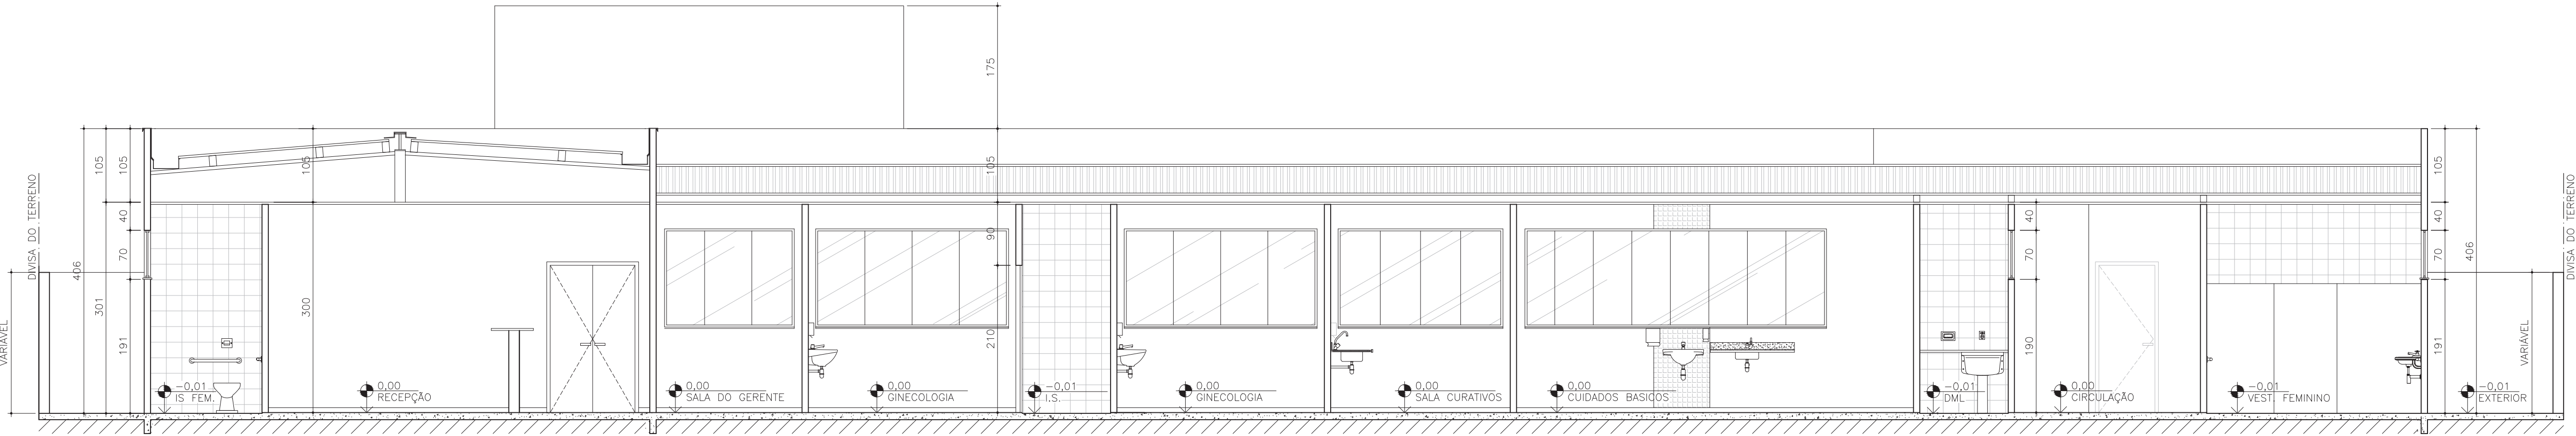 175
105
105
105
105
105
DIVISA DO TERRENO
DIVISA DO TERRENO
40
40
40
90
70
70
70
406
406
301
300
210
191
190
191
VARIÁVEL
VARIÁVEL
-0,01
IS FEM.
0,00
RECEPÇÃO
0,00
SALA DO GERENTE
0,00
GINECOLOGIA
-0,01
I.S.
0,00
GINECOLOGIA
0,00
SALA CURATIVOS
0,00
CUIDADOS BASICOS
-0,01
DML
0,00
CIRCULAÇÃO
-0,01
VEST. FEMININO
-0,01
EXTERIOR